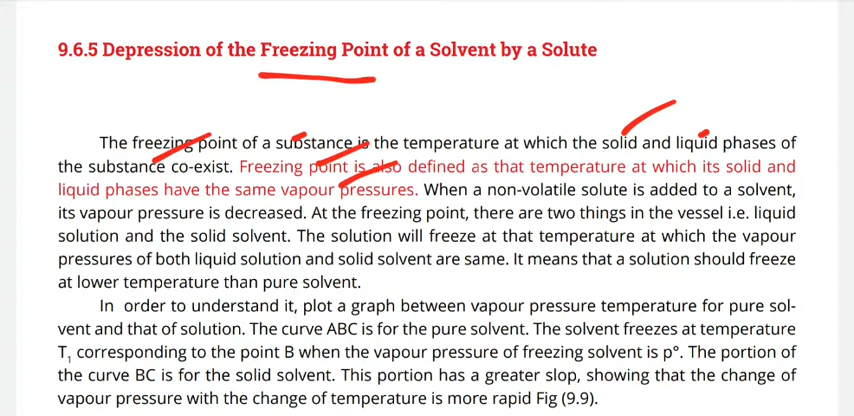 9.6.5 Depression of the Freezing Point of a Solvent by a Solute
The freezing point of a substance is the temperature at which the solid and liquid phases of
the substance co-exist. Freezing point is also defined as that temperature at which its solid and
liquid phases have the same vapour pressures. When a non-volatile solute is added to a solvent,
its vapour pressure is decreased. At the freezing point, there are two things in the vessel i.e. liquid
solution and the solid solvent. The solution will freeze at that temperature at which the vapour
pressures of both liquid solution and solid solvent are same. It means that a solution should freeze
at lower temperature than pure solvent.
In order to understand it, plot a graph between vapour pressure temperature for pure sol-
vent and that of solution. The curve ABC is for the pure solvent. The solvent freezes at temperature
T₁ corresponding to the point B when the vapour pressure of freezing solvent is p°. The portion of
the curve BC is for the solid solvent. This portion has a greater slop, showing that the change of
vapour pressure with the change of temperature is more rapid Fig (9.9).